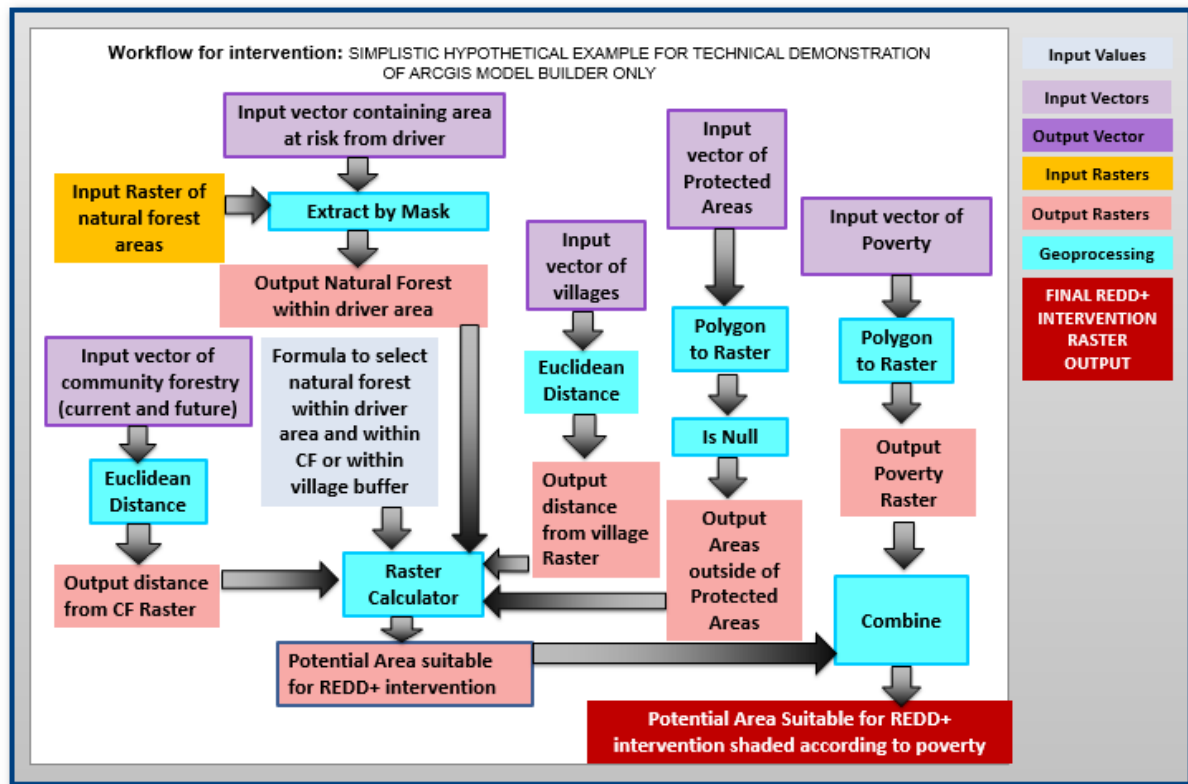 Workflow for intervention: SIMPLISTIC HYPOTHETICAL EXAMPLE FOR TECHNICAL DEMONSTRATION
OF ARCGIS MODEL BUILDER ONLY
Input vector containing area
at risk from driver
Input Raster of
natural forest
areas
Extract by Mask
Output Natural Forest
within driver area
Input vector of
community forestry
(current and future)
Euclidean
Distance
Output distance
from CF Raster
Formula to select
natural forest
within driver
area and within
CF or within
village buffer
Raster
Calculator
Potential Area suitable
for REDD+ intervention
Input
vector of
villages
Euclidean
Distance
Output
distance
from village
Raster
Input
vector of
Protected
Areas
Polygon
to Raster
Is Null
Output
Areas
outside of
Protected
Areas
Input vector of
Poverty
Polygon
to Raster
Output
Poverty
Raster
Combine
Potential Area Suitable for REDD+
intervention shaded according to poverty
Input Values
Input Vectors
Output Vector
Input Rasters
Output Rasters
Geoprocessing
FINAL REDD+
INTERVENTION
RASTER
OUTPUT